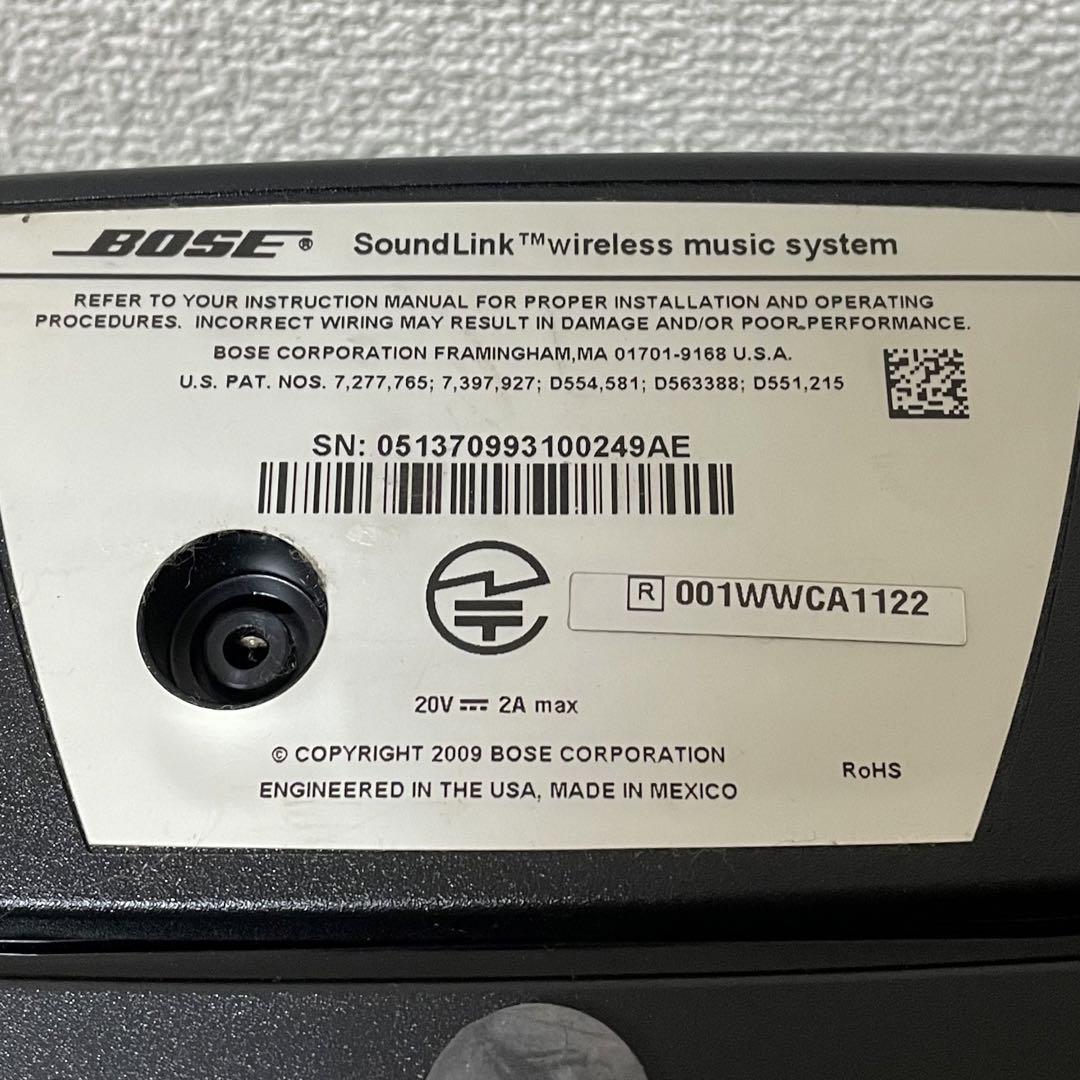 BOSE® SoundLink™wireless music system
REFER TO YOUR INSTRUCTION MANUAL FOR PROPER INSTALLATION AND OPERATING
PROCEDURES. INCORRECT WIRING MAY RESULT IN DAMAGE AND/OR POOR PERFORMANCE.
BOSE CORPORATION FRAMINGHAM,MA 01701-9168 U.S.A.
U.S. PAT. NOS. 7,277,765; 7,397,927; D554,581; D563388; D551,215
SN: 051370993100249AE
R 001WWCA1122
20V ⎓ 2A max
© COPYRIGHT 2009 BOSE CORPORATION
RoHS
ENGINEERED IN THE USA, MADE IN MEXICO